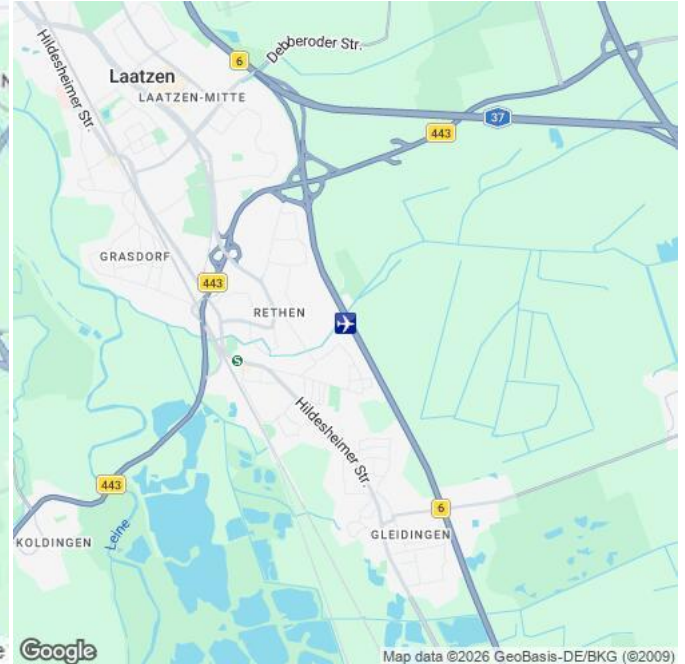 6
Debberoder Str.
Hildesheimer Str.
Laatzen
LAATZEN-MITTE
37
443
GRASDORF
443
RETHEN
S
Hildesheimer Str.
443
6
Leine
KOLDINGEN
GLEIDINGEN
Google
Map data ©2026 GeoBasis-DE/BKG (©2009)